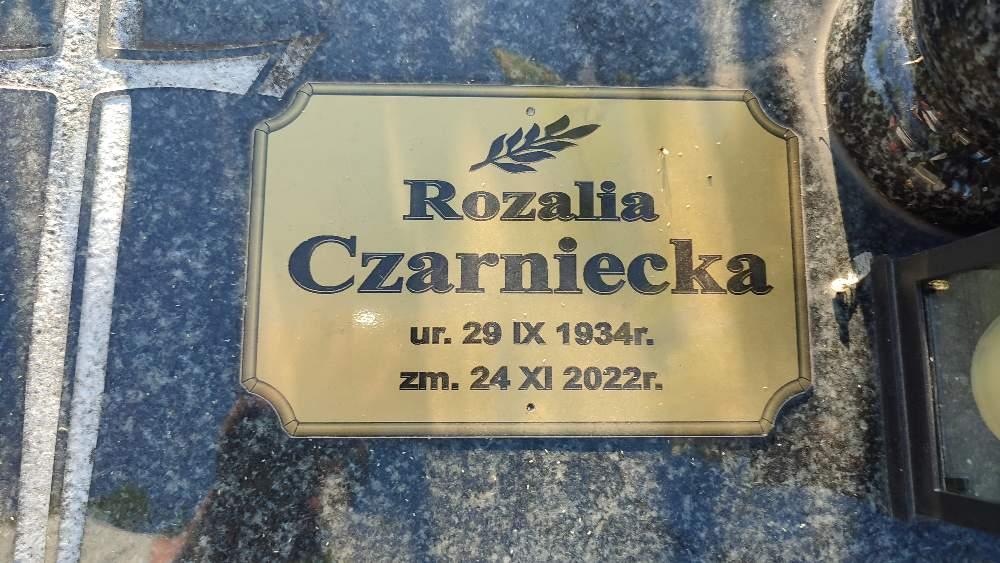 Rozalia
Czarniecka
ur. 29 IX 1934r.
zm. 24 XI 2022r.